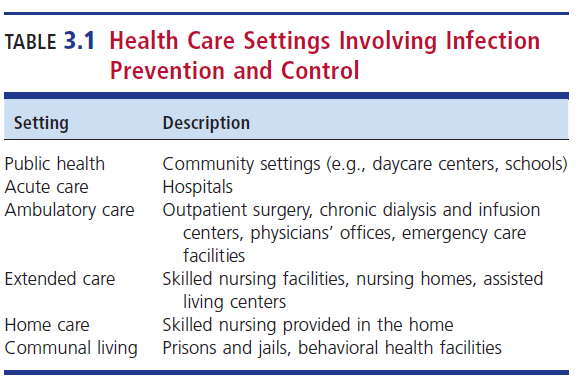 TABLE 3.1 Health Care Settings Involving Infection
Prevention and Control
Setting Description
Public health Community settings (e.g., daycare centers, schools)
Acute care Hospitals
Ambulatory care Outpatient surgery, chronic dialysis and infusion
centers, physicians’ offices, emergency care
facilities
Extended care Skilled nursing facilities, nursing homes, assisted
living centers
Home care Skilled nursing provided in the home
Communal living Prisons and jails, behavioral health facilities